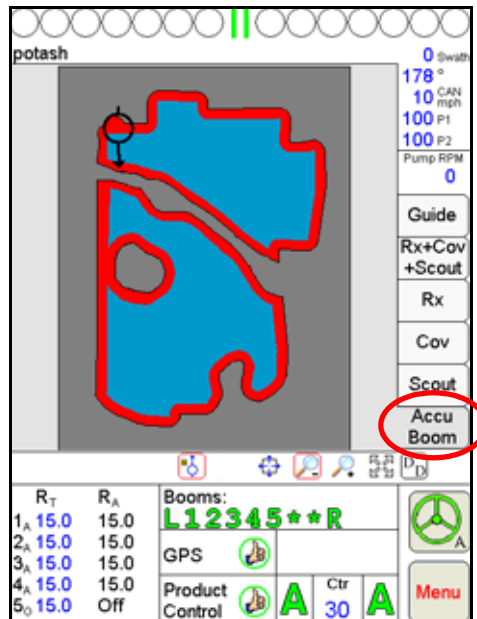 potash
0 Swath
178 °
10 CAN mph
100 P1
100 P2
Pump RPM
0
Guide
Rx+Cov
+Scout
Rx
Cov
Scout
Accu
Boom
DD
RT RA
1A 15.0 15.0
2A 15.0 15.0
3A 15.0 15.0
4A 15.0 15.0
5O 15.0 Off
Booms:
L12345**R
GPS
Product
Control
A
Ctr
30
A
A
Menu